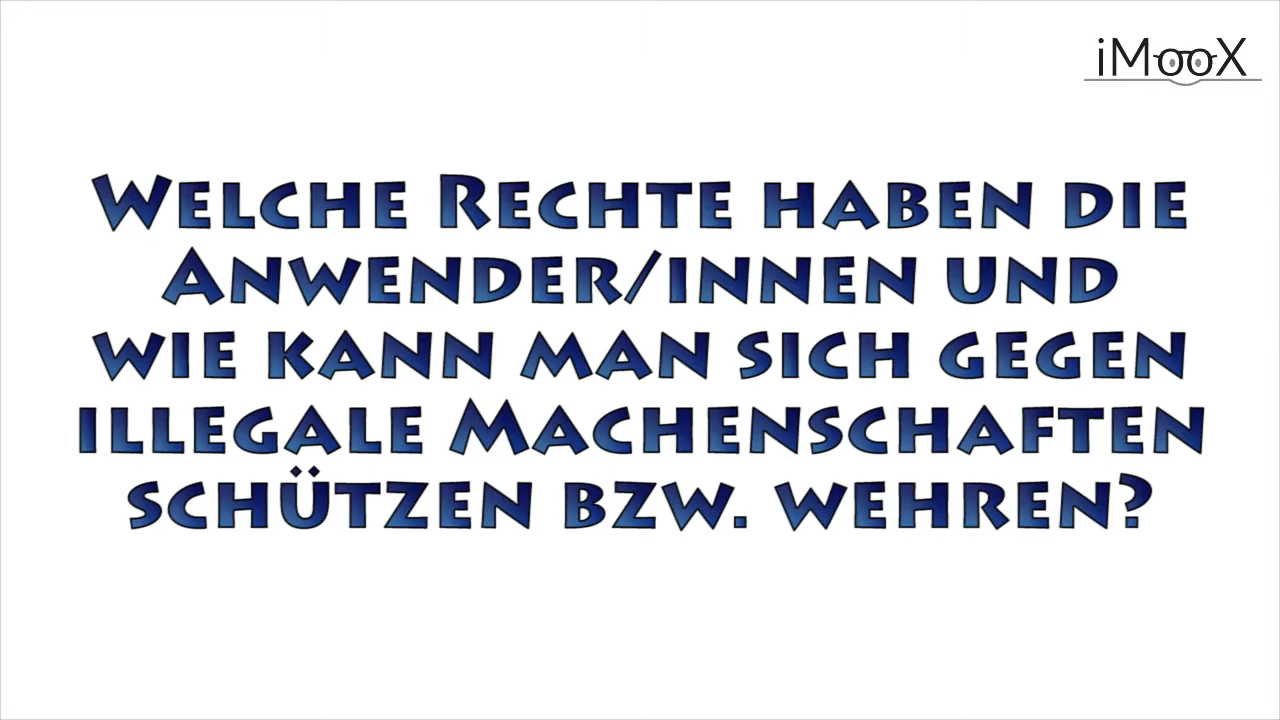 iMooX
Welche Rechte haben die
Anwender/innen und
wie kann man sich gegen
illegale Machenschaften
schützen bzw. wehren?